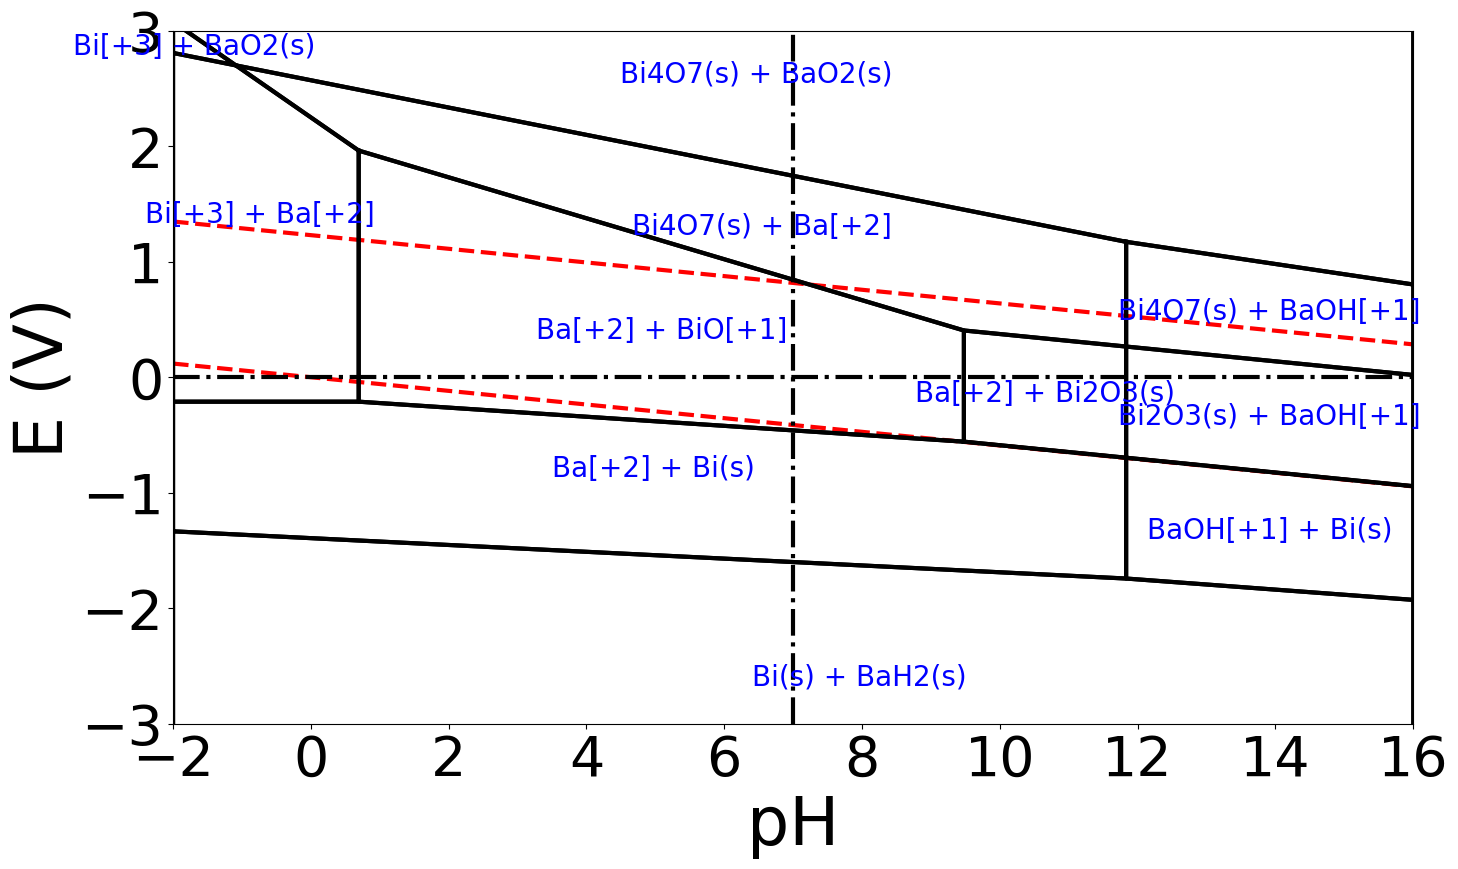 3
Bi[+3] + BaO2(s)
Bi4O7(s) + BaO2(s)
2
Bi[+3] + Ba[+2]
Bi4O7(s) + Ba[+2]
1
Bi4O7(s) + BaOH[+1]
Ba[+2] + BiO[+1]
0
Ba[+2] + Bi2O3(s)
Bi2O3(s) + BaOH[+1]
E (V)
Ba[+2] + Bi(s)
−1
BaOH[+1] + Bi(s)
−2
Bi(s) + BaH2(s)
−3
−2 0 2 4 6 8 10 12 14 16
pH